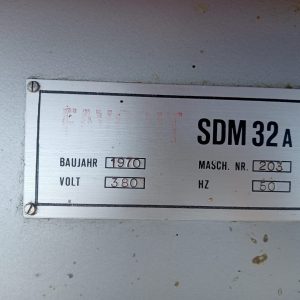 SDM 32 A
BAUJAHR 1970 MASCH. NR. 203
VOLT 380 HZ 50